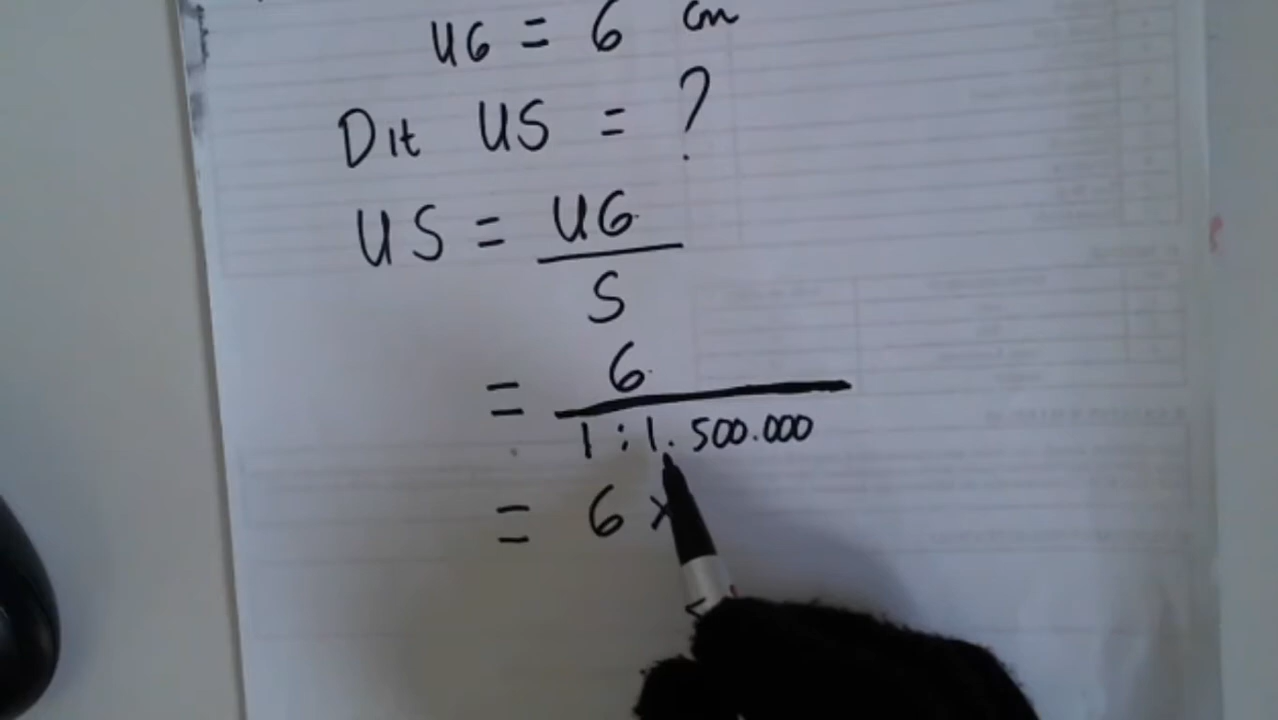 UG = 6 cm
Dit US = ?
US = UG
S
= 6
1 : 1.500.000
= 6 x